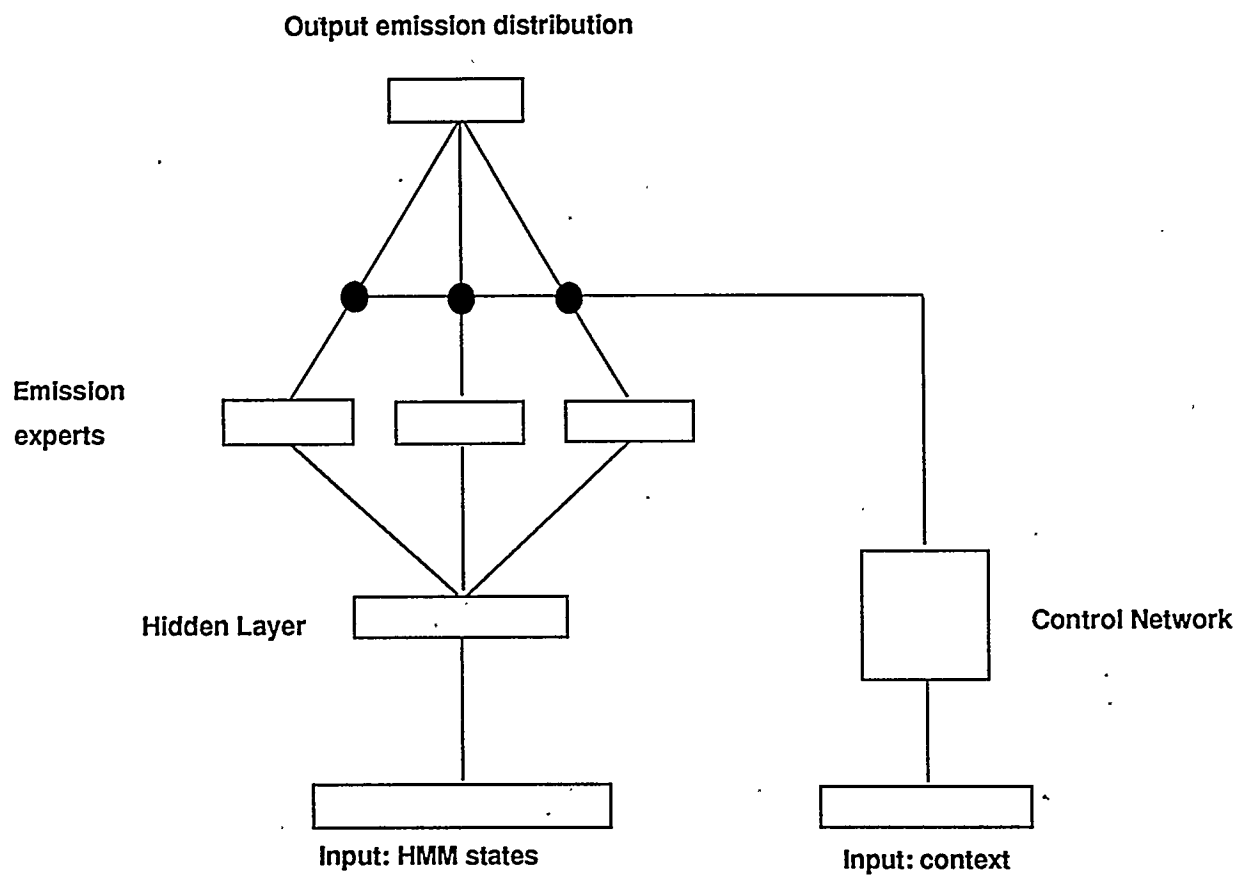 Output emission distribution
Emission
experts
Hidden Layer
Control Network
Input: HMM states
Input: context